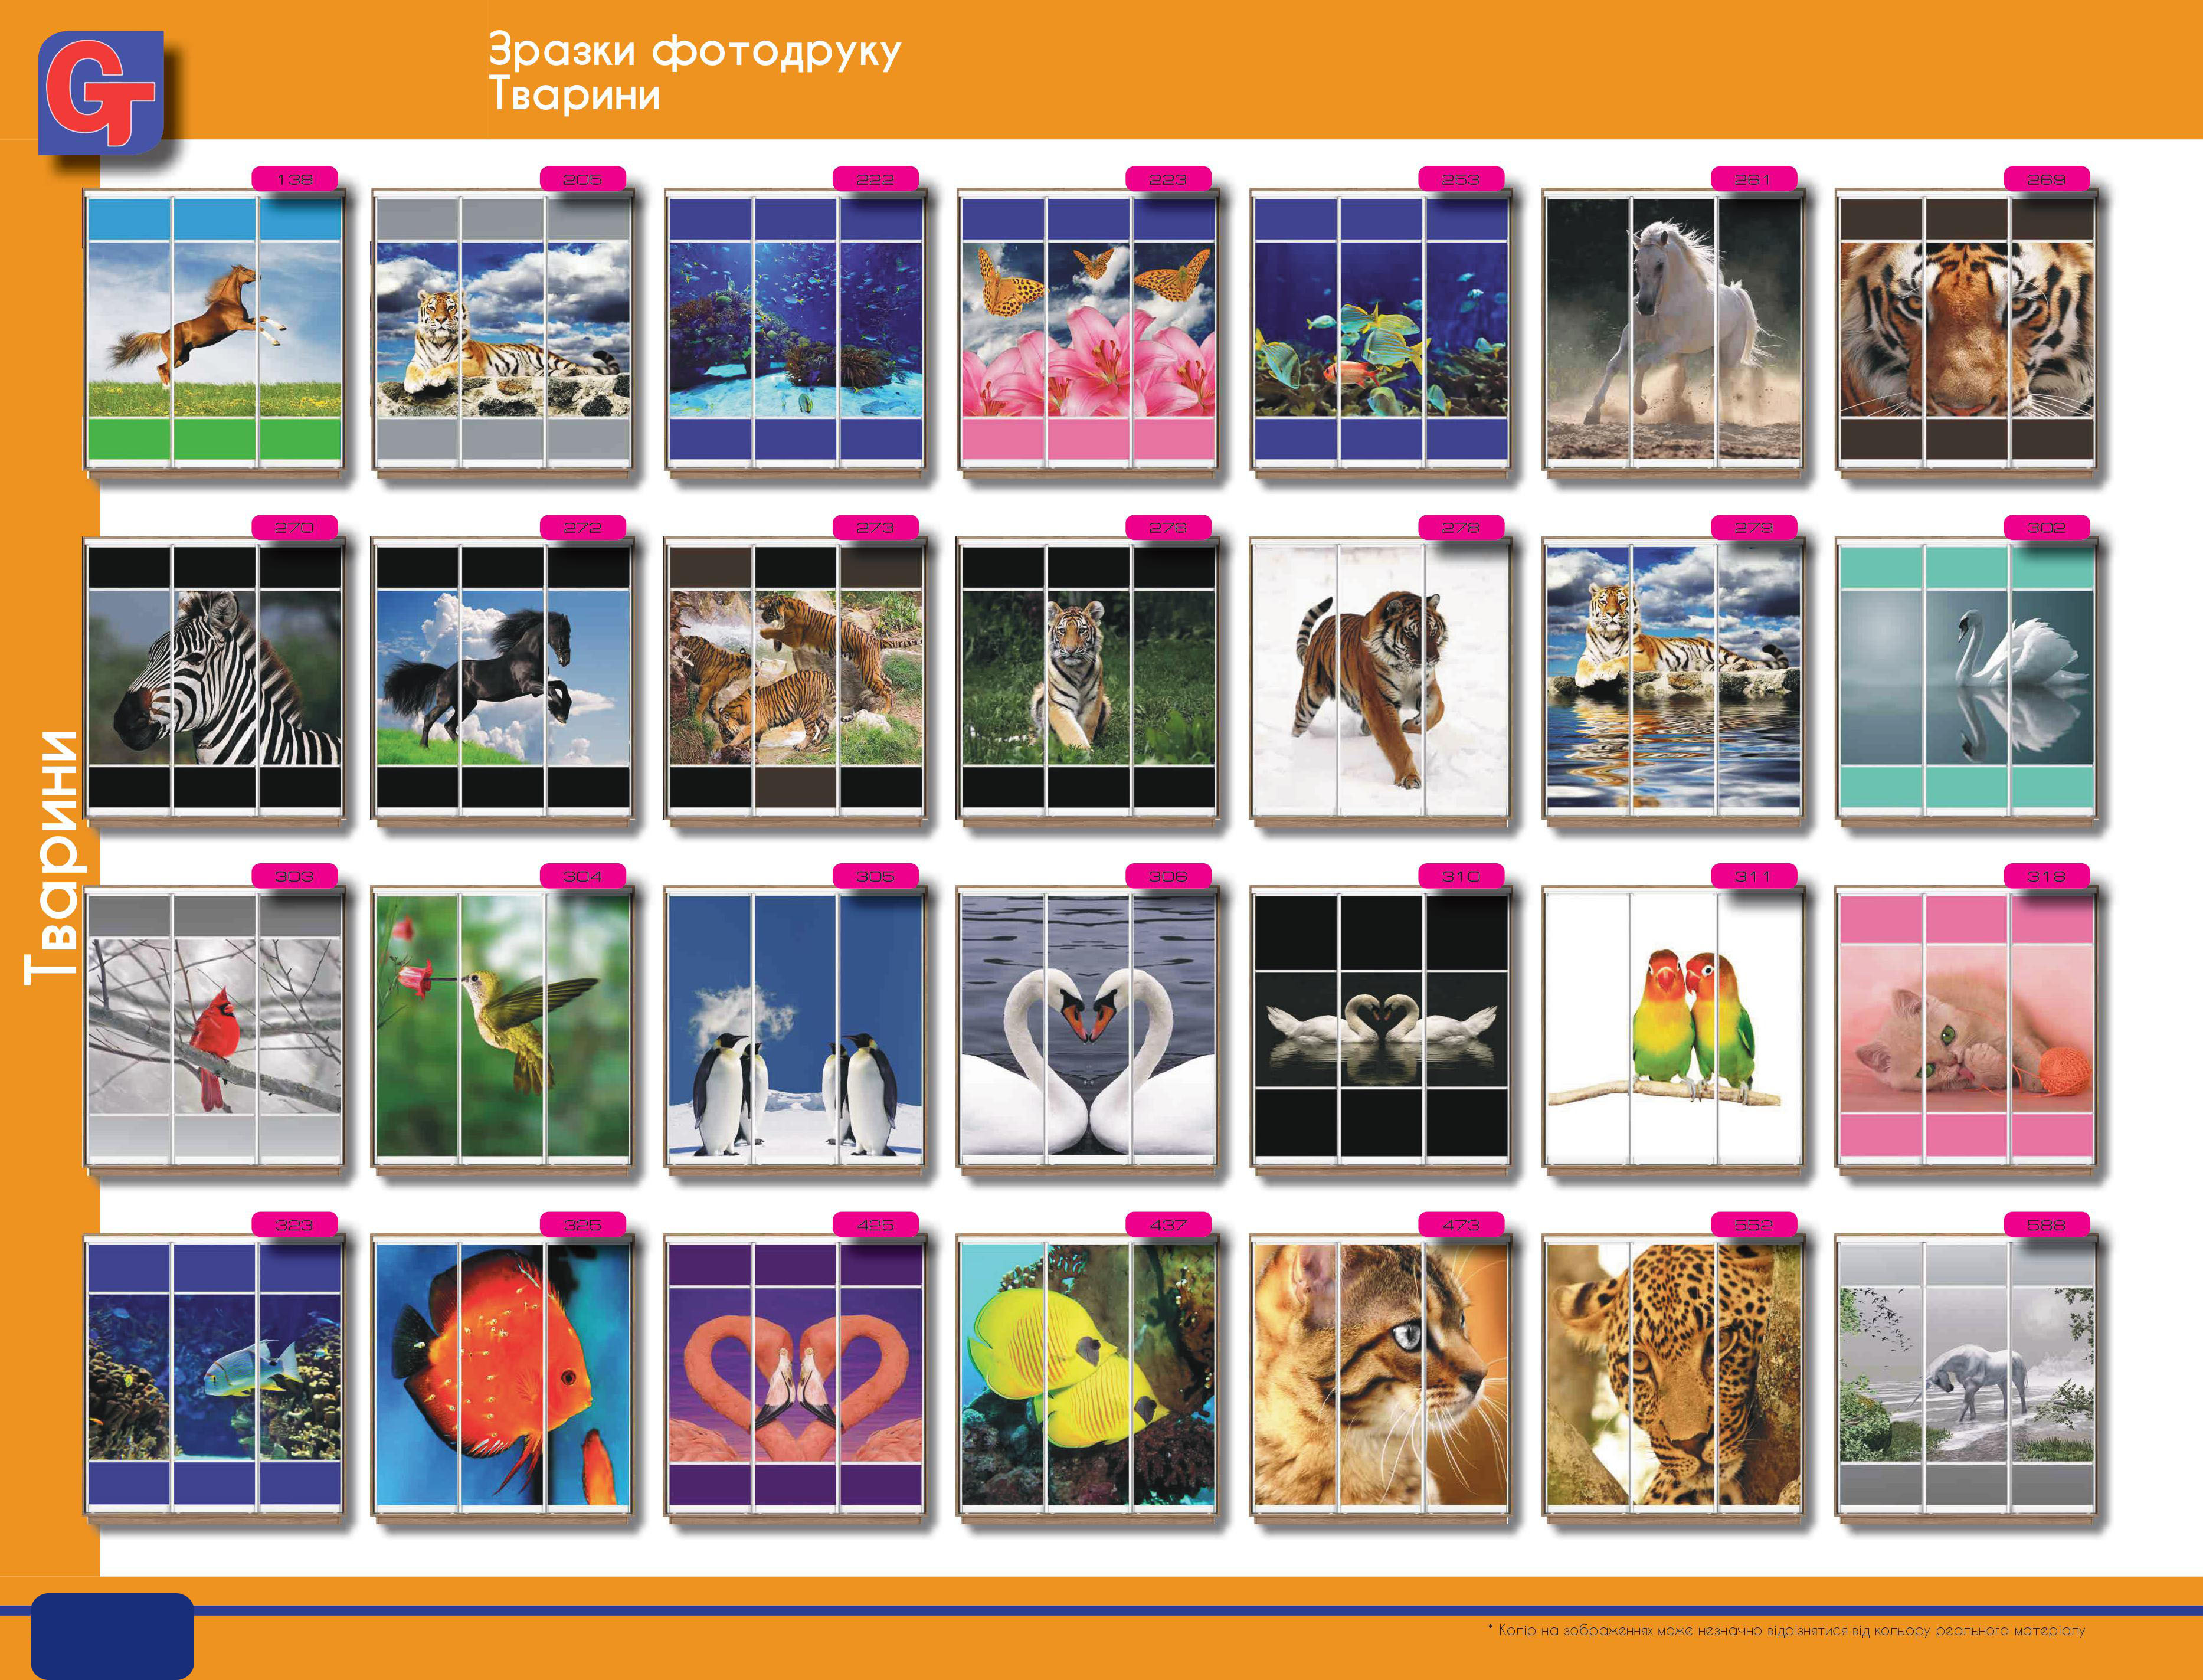 GT
Зразки фотодруку
Тварини
138 205 222 223 253 261 269
270 272 273 276 278 279 302
Тварини
303 304 305 306 310 311 318
323 325 425 437 473 552 588
* Колір на зображеннях може незначно відрізнятися від кольору реального матеріалу